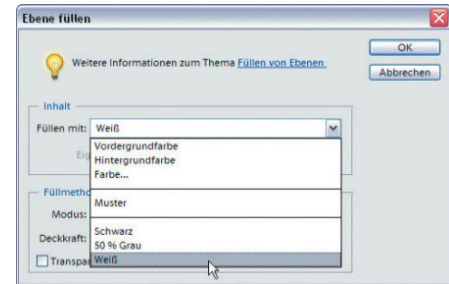 Ebene füllen
OK
Weitere Informationen zum Thema Füllen von Ebenen.
Abbrechen
Inhalt
Füllen mit: Weiß
Vordergrundfarbe
Hintergrundfarbe
Farbe...
Muster
Modus:
Schwarz
Deckkraft:
50 % Grau
Weiß